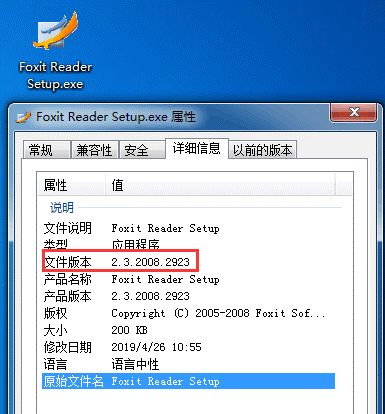 Foxit Reader
Setup.exe
Foxit Reader Setup.exe 属性
常规 兼容性 安全 详细信息 以前的版本
属性 值
说明
文件说明 Foxit Reader Setup
类型 应用程序
文件版本 2.3.2008.2923
产品名称 Foxit Reader Setup
产品版本 2.3.2008.2923
版权 Copyright (C) 2005-2008 Foxit Sof...
大小 200 KB
修改日期 2019/4/26 10:55
语言 语言中性
原始文件名 Foxit Reader Setup